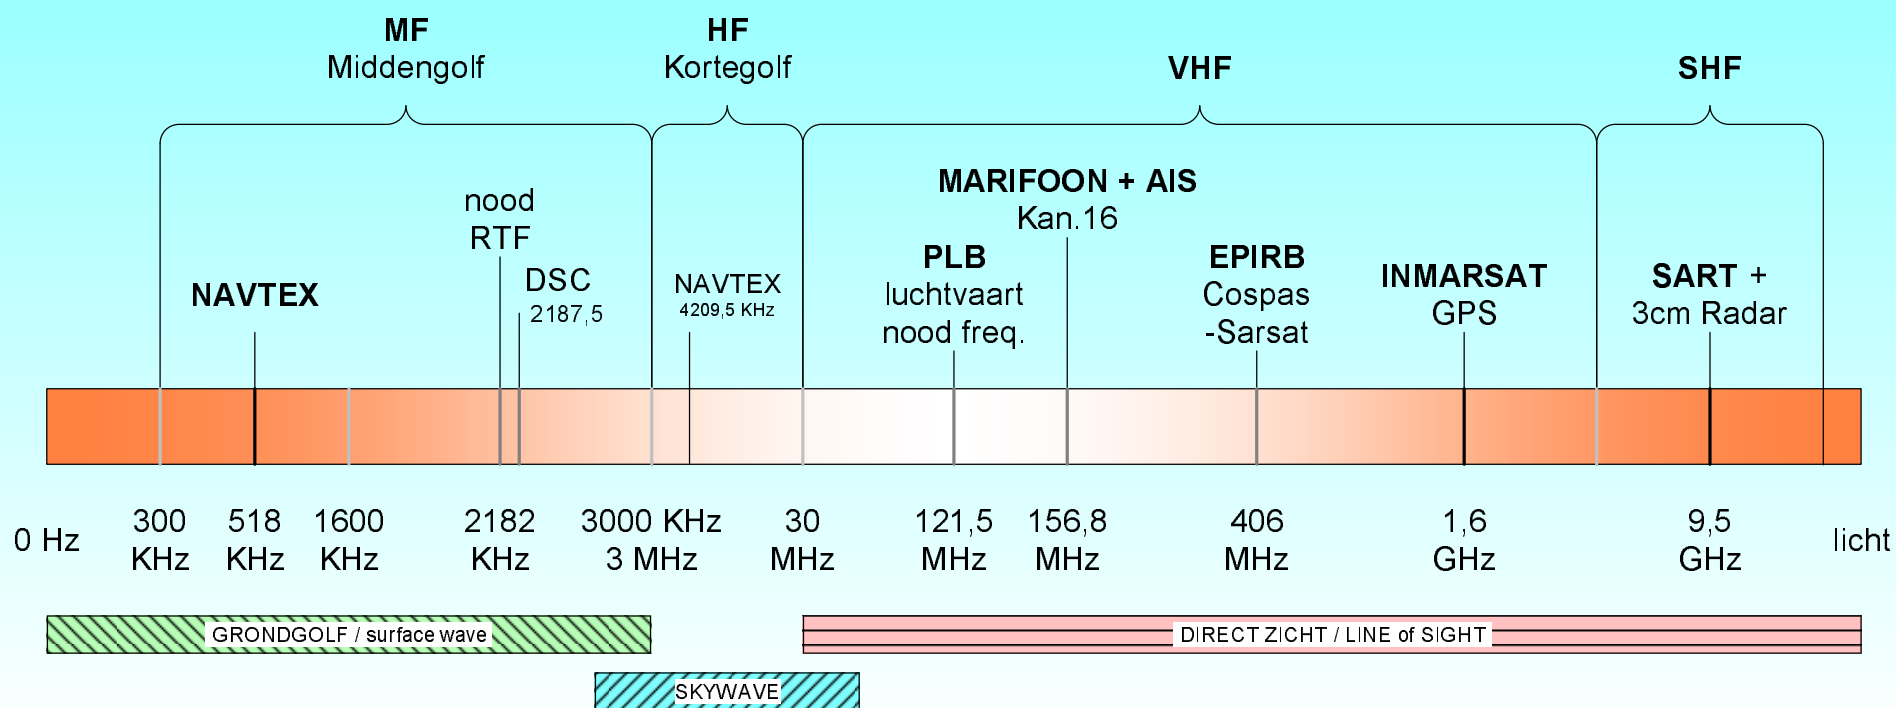 MF
Middengolf
HF
Kortegolf
VHF
SHF
nood
RTF
MARIFOON + AIS
Kan.16
NAVTEX
DSC
2187,5
NAVTEX
4209,5 KHz
PLB
luchtvaart
nood freq.
EPIRB
Cospas
-Sarsat
INMARSAT
GPS
SART +
3cm Radar
0 Hz
300
KHz
518
KHz
1600
KHz
2182
KHz
3000 KHz
3 MHz
30
MHz
121,5
MHz
156,8
MHz
406
MHz
1,6
GHz
9,5
GHz
licht
GRONDGOLF / surface wave
DIRECT ZICHT / LINE of SIGHT
SKYWAVE